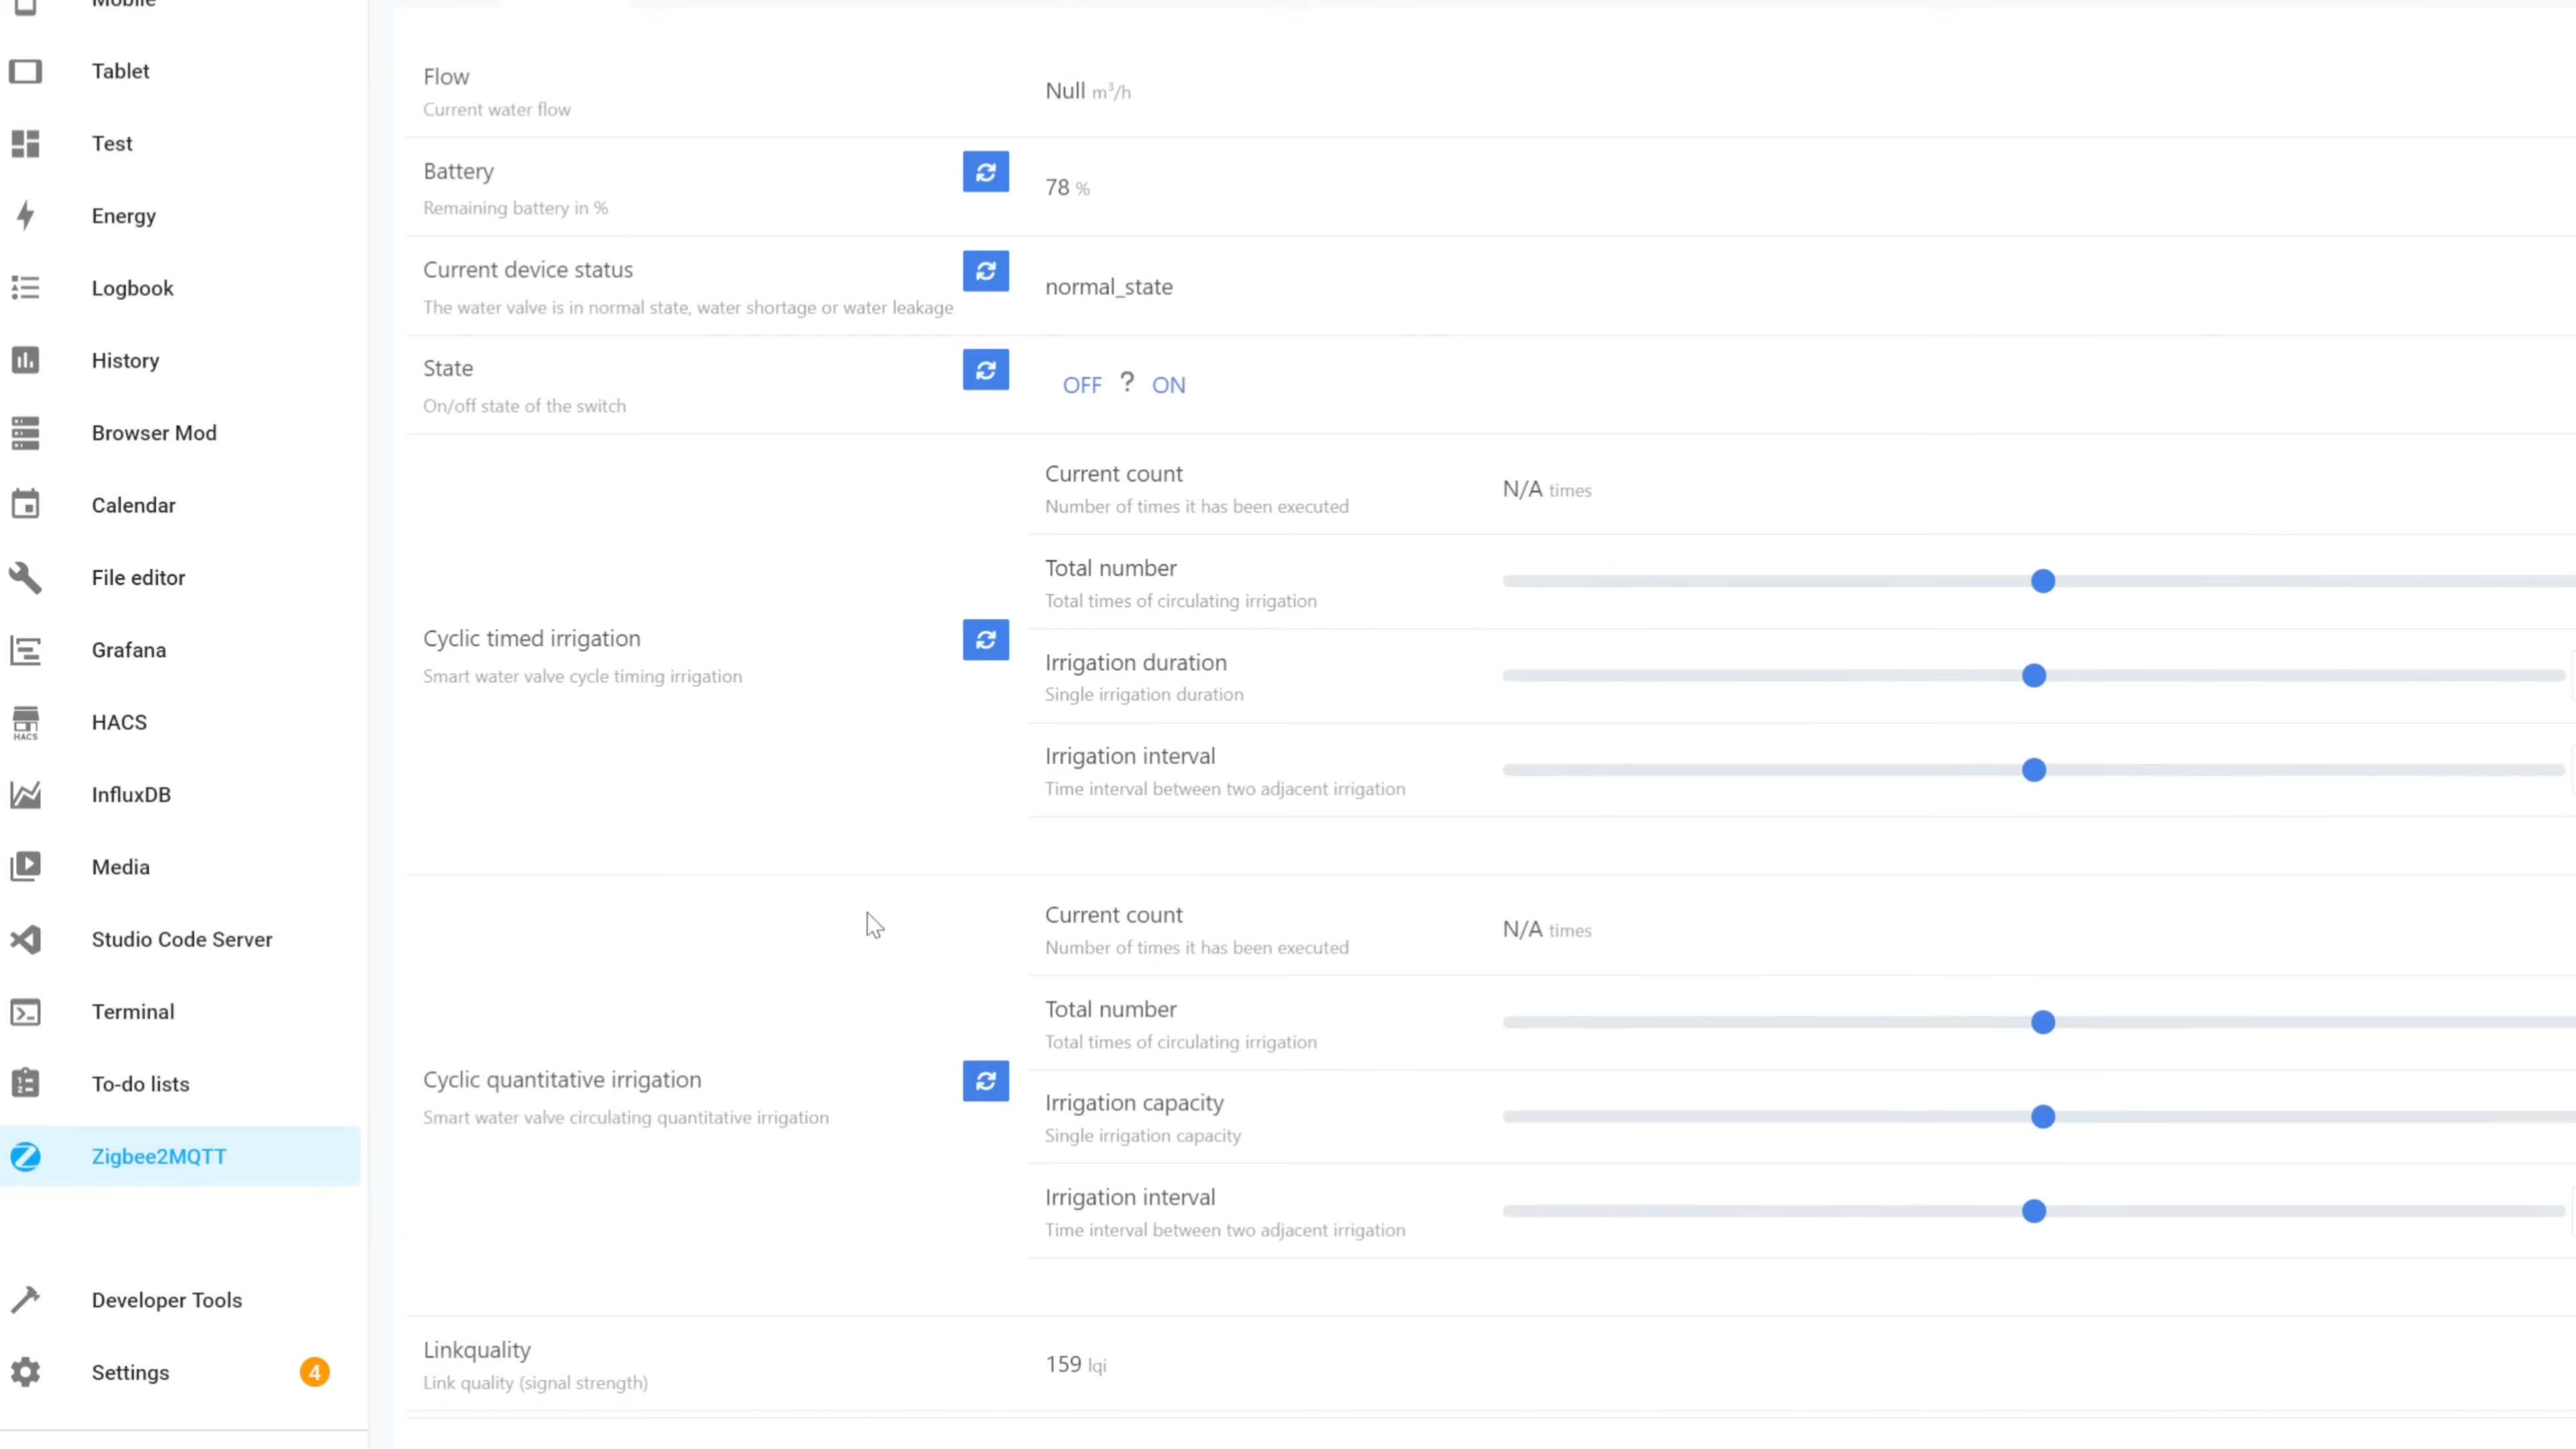 Mobile
Tablet
Test
Energy
Logbook
History
Browser Mod
Calendar
File editor
Grafana
HACS
HACS
InfluxDB
Media
Studio Code Server
Terminal
To-do lists
Zigbee2MQTT
Developer Tools
Settings
4
Flow
Current water flow
Null m³/h
Battery
Remaining battery in %
78 %
Current device status
The water valve is in normal state, water shortage or water leakage
normal_state
State
On/off state of the switch
OFF ? ON
Cyclic timed irrigation
Smart water valve cycle timing irrigation
Current count
Number of times it has been executed
N/A times
Total number
Total times of circulating irrigation
Irrigation duration
Single irrigation duration
Irrigation interval
Time interval between two adjacent irrigation
Cyclic quantitative irrigation
Smart water valve circulating quantitative irrigation
Current count
Number of times it has been executed
N/A times
Total number
Total times of circulating irrigation
Irrigation capacity
Single irrigation capacity
Irrigation interval
Time interval between two adjacent irrigation
Linkquality
Link quality (signal strength)
159 lqi